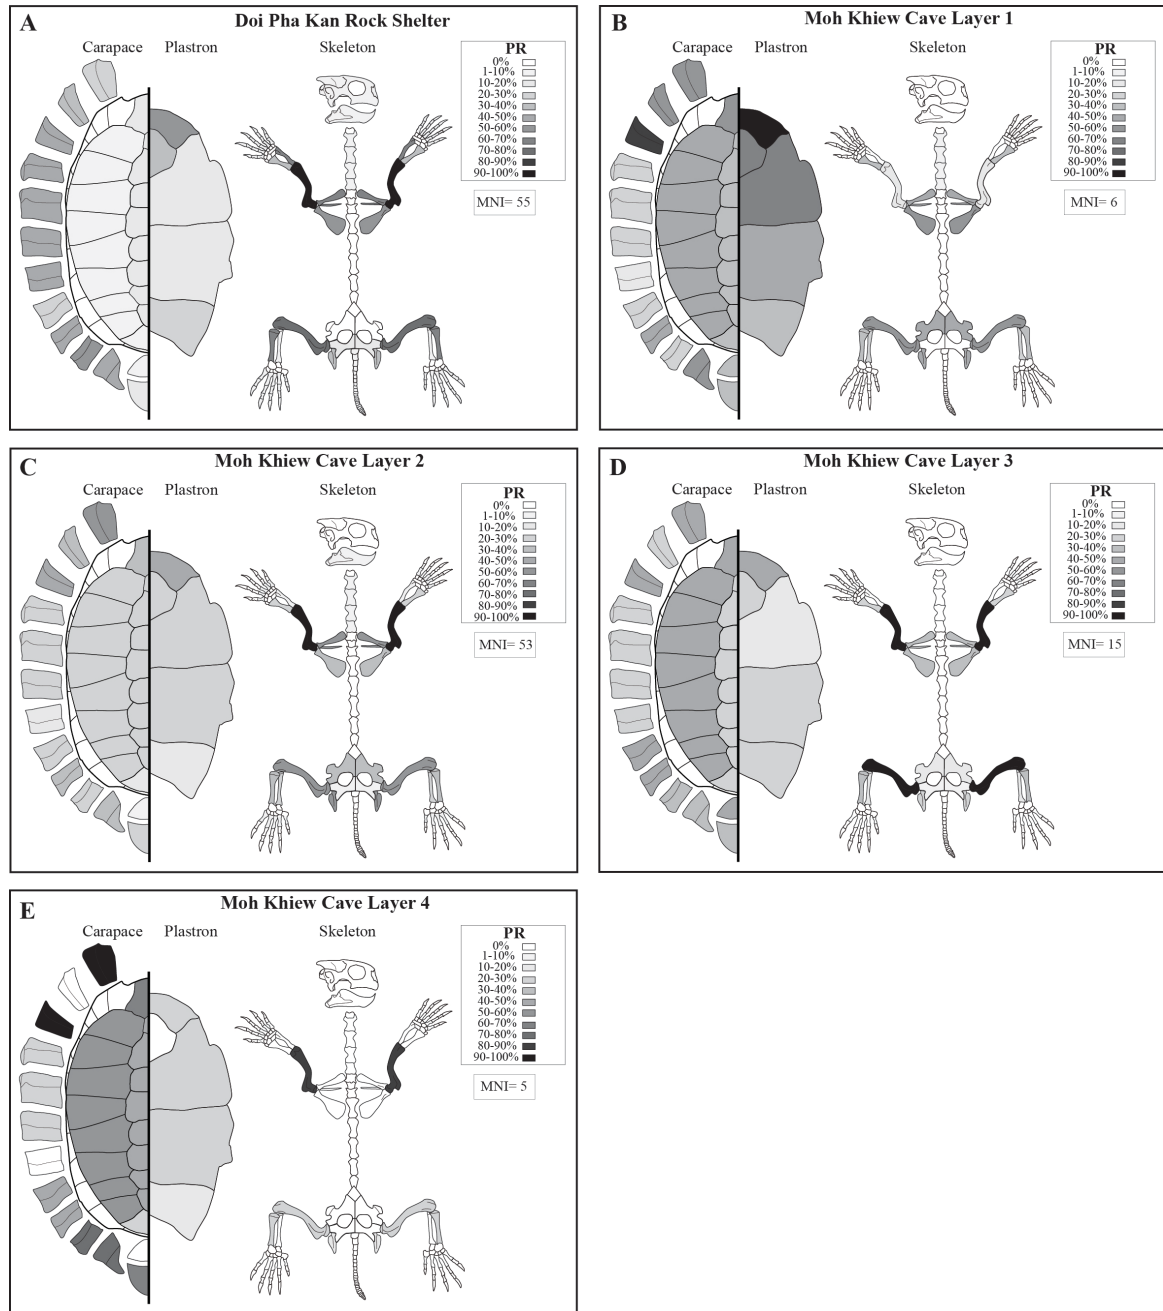 A
Doi Pha Kan Rock Shelter
Carapace Plastron Skeleton
PR
0%
1-10%
10-20%
20-30%
30-40%
40-50%
50-60%
60-70%
70-80%
80-90%
90-100%
MNI= 55
B
Moh Khiew Cave Layer 1
Carapace Plastron Skeleton
PR
0%
1-10%
10-20%
20-30%
30-40%
40-50%
50-60%
60-70%
70-80%
80-90%
90-100%
MNI= 6
C
Moh Khiew Cave Layer 2
Carapace Plastron Skeleton
PR
0%
1-10%
10-20%
20-30%
30-40%
40-50%
50-60%
60-70%
70-80%
80-90%
90-100%
MNI= 53
D
Moh Khiew Cave Layer 3
Carapace Plastron Skeleton
PR
0%
1-10%
10-20%
20-30%
30-40%
40-50%
50-60%
60-70%
70-80%
80-90%
90-100%
MNI= 15
E
Moh Khiew Cave Layer 4
Carapace Plastron Skeleton
PR
0%
1-10%
10-20%
20-30%
30-40%
40-50%
50-60%
60-70%
70-80%
80-90%
90-100%
MNI= 5